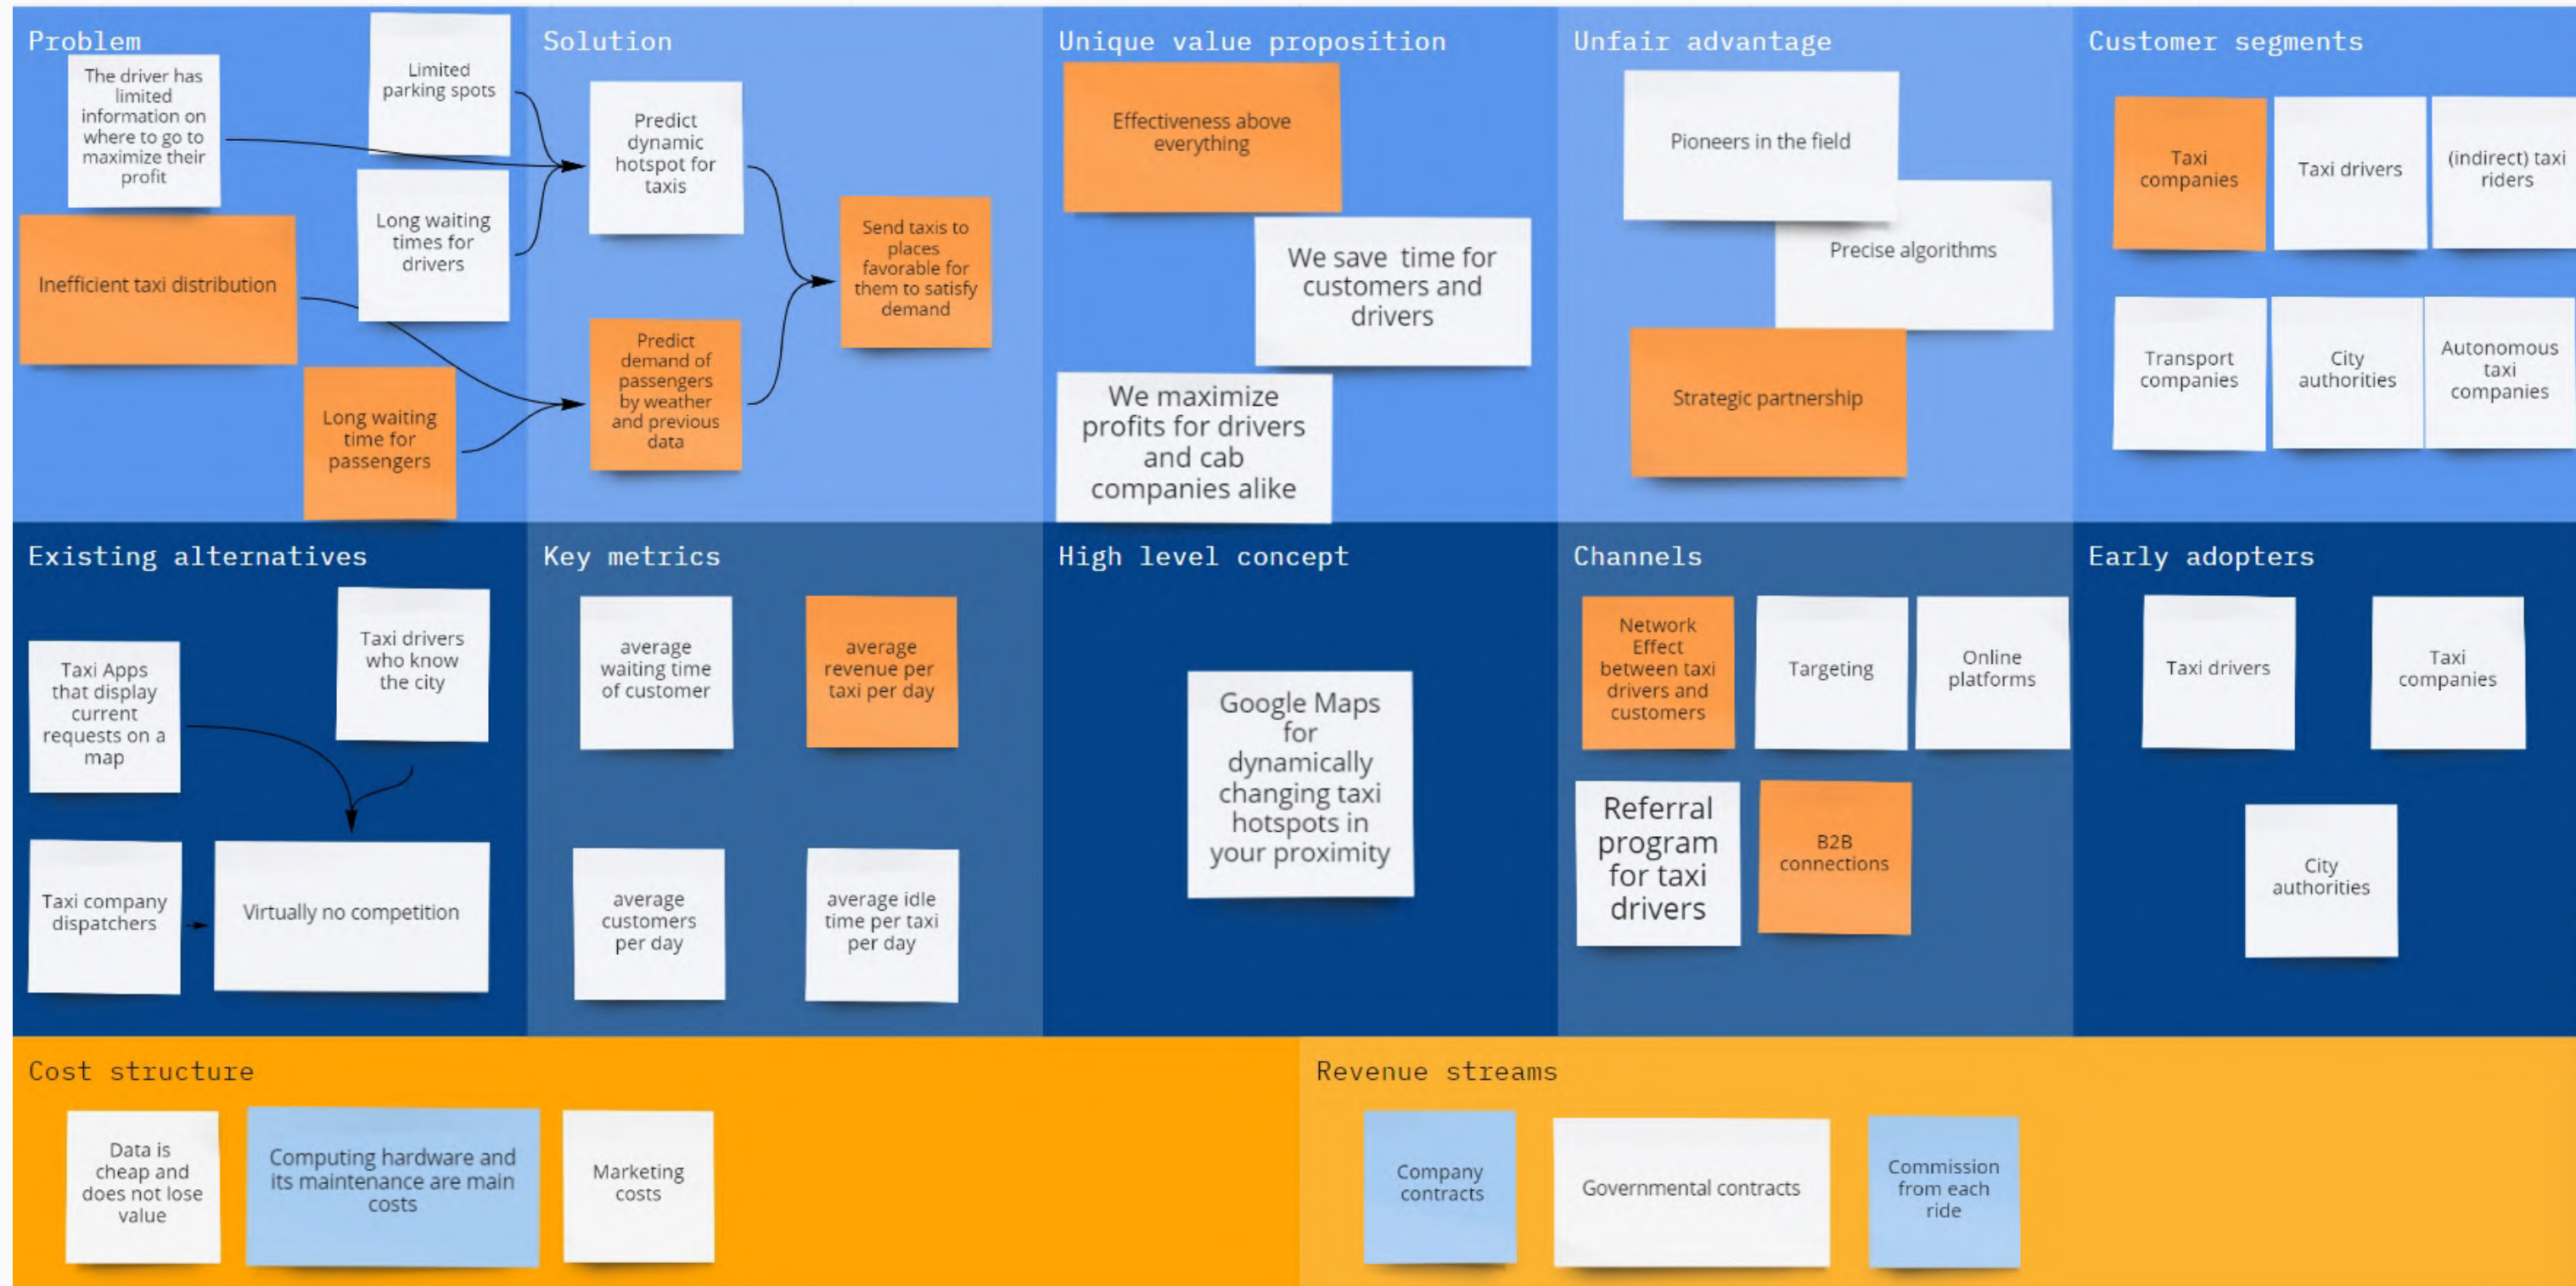 Problem
The driver has
limited
information on
where to go to
maximize their
profit
Limited
parking spots
Long waiting
times for
drivers
Inefficient taxi distribution
Long waiting
time for
passengers
Solution
Predict
dynamic
hotspot for
taxis
Send taxis to
places
favorable for
them to satisfy
demand
Predict
demand of
passengers
by weather
and previous
data
Unique value proposition
Effectiveness above
everything
We save time for
customers and
drivers
We maximize
profits for drivers
and cab
companies alike
Unfair advantage
Pioneers in the field
Precise algorithms
Strategic partnership
Customer segments
Taxi
companies
Taxi drivers
(indirect) taxi
riders
Transport
companies
City
authorities
Autonomous
taxi
companies
Existing alternatives
Taxi Apps
that display
current
requests on a
map
Taxi drivers
who know
the city
Taxi company
dispatchers
Virtually no competition
Key metrics
average
waiting time
of customer
average
revenue per
taxi per day
average
customers
per day
average idle
time per taxi
per day
High level concept
Google Maps
for
dynamically
changing taxi
hotspots in
your proximity
Channels
Network
Effect
between taxi
drivers and
customers
Targeting
Online
platforms
Referral
program
for taxi
drivers
B2B
connections
Early adopters
Taxi drivers
Taxi
companies
City
authorities
Cost structure
Data is
cheap and
does not lose
value
Computing hardware and
its maintenance are main
costs
Marketing
costs
Revenue streams
Company
contracts
Governmental contracts
Commission
from each
ride